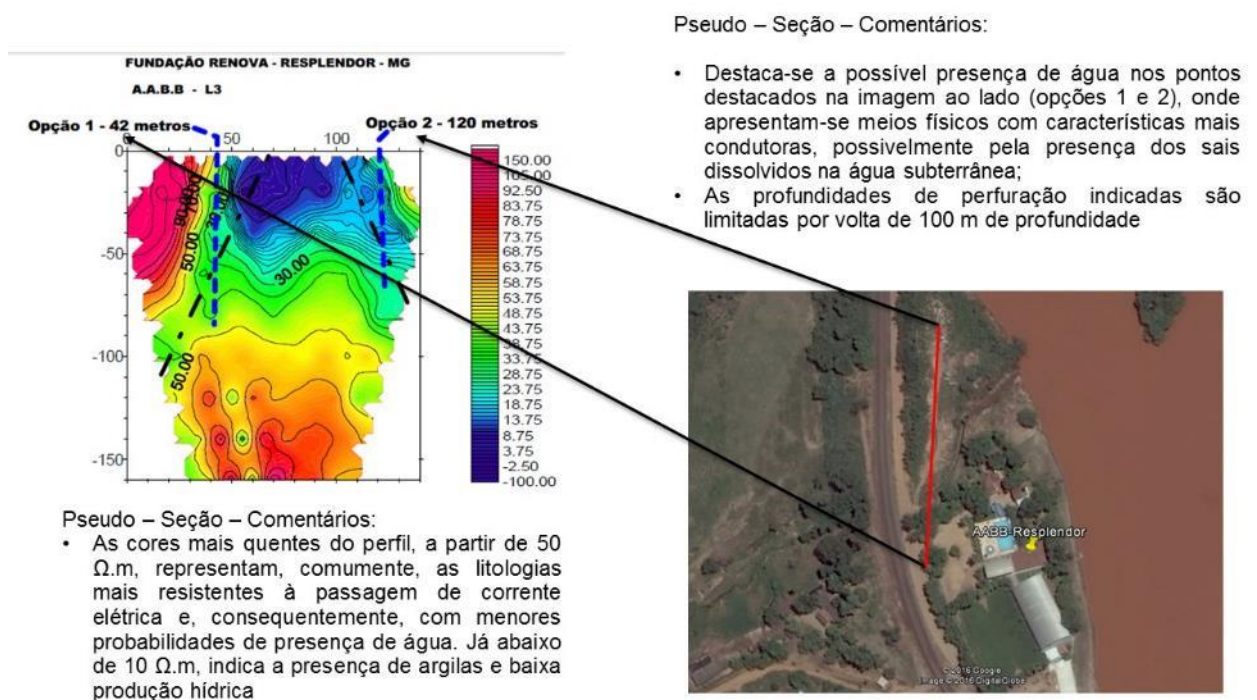 FUNDAÇÃO RENOVA - RESPLENDOR - MG
A.A.B.B - L3
Opção 1 - 42 metros
Opção 2 - 120 metros
0 50 100
0
-50
-100
-150
50.00
30.00
50.00
150.00
105.00
92.50
83.75
78.75
73.75
68.75
63.75
58.75
53.75
48.75
43.75
38.75
33.75
28.75
23.75
18.75
13.75
8.75
3.75
-2.50
-100.00
Pseudo – Seção – Comentários:
• As cores mais quentes do perfil, a partir de 50
Ω.m, representam, comumente, as litologias
mais resistentes à passagem de corrente
elétrica e, consequentemente, com menores
probabilidades de presença de água. Já abaixo
de 10 Ω.m, indica a presença de argilas e baixa
produção hídrica
Pseudo – Seção – Comentários:
• Destaca-se a possível presença de água nos pontos
destacados na imagem ao lado (opções 1 e 2), onde
apresentam-se meios físicos com características mais
condutoras, possivelmente pela presença dos sais
dissolvidos na água subterrânea;
• As profundidades de perfuração indicadas são
limitadas por volta de 100 m de profundidade
AABB-Resplendor
© 2016 Google
Image © 2016 DigitalGlobe